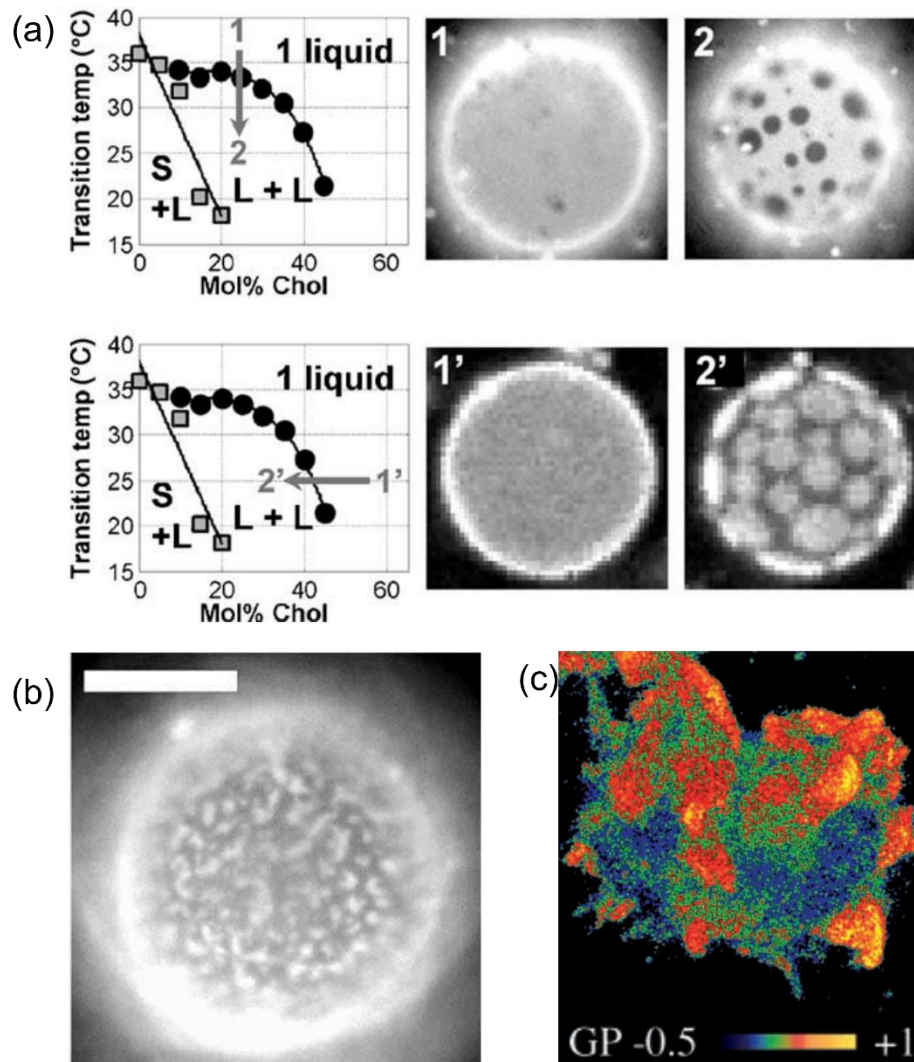 (a)
Transition temp (°C)
40
35
30
25
20
15
0
20
40
60
Mol% Chol
1
2
1 liquid
S
+L
L + L
1
2
Transition temp (°C)
40
35
30
25
20
15
0
20
40
60
Mol% Chol
1 liquid
2'
1'
S
+L
L + L
1'
2'
(b)
(c)
GP -0.5
+1